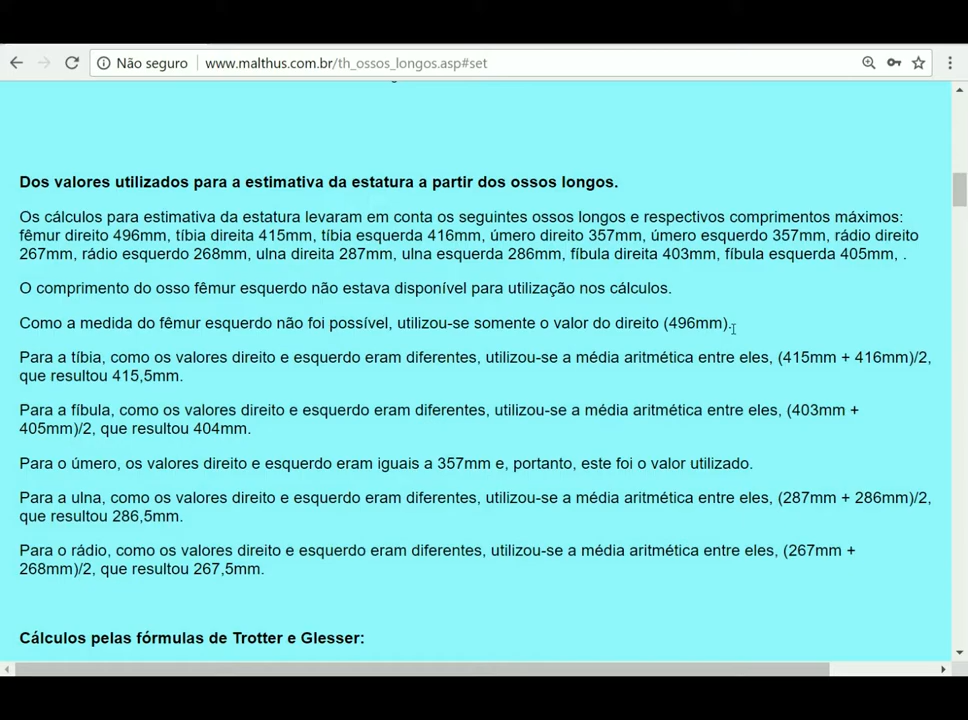 Não seguro
www.malthus.com.br/th_ossos_longos.asp#set
Dos valores utilizados para a estimativa da estatura a partir dos ossos longos.
Os cálculos para estimativa da estatura levaram em conta os seguintes ossos longos e respectivos comprimentos máximos:
fêmur direito 496mm, tíbia direita 415mm, tíbia esquerda 416mm, úmero direito 357mm, úmero esquerdo 357mm, rádio direito
267mm, rádio esquerdo 268mm, ulna direita 287mm, ulna esquerda 286mm, fíbula direita 403mm, fíbula esquerda 405mm, .
O comprimento do osso fêmur esquerdo não estava disponível para utilização nos cálculos.
Como a medida do fêmur esquerdo não foi possível, utilizou-se somente o valor do direito (496mm).
Para a tíbia, como os valores direito e esquerdo eram diferentes, utilizou-se a média aritmética entre eles, (415mm + 416mm)/2,
que resultou 415,5mm.
Para a fíbula, como os valores direito e esquerdo eram diferentes, utilizou-se a média aritmética entre eles, (403mm +
405mm)/2, que resultou 404mm.
Para o úmero, os valores direito e esquerdo eram iguais a 357mm e, portanto, este foi o valor utilizado.
Para a ulna, como os valores direito e esquerdo eram diferentes, utilizou-se a média aritmética entre eles, (287mm + 286mm)/2,
que resultou 286,5mm.
Para o rádio, como os valores direito e esquerdo eram diferentes, utilizou-se a média aritmética entre eles, (267mm +
268mm)/2, que resultou 267,5mm.
Cálculos pelas fórmulas de Trotter e Glesser: